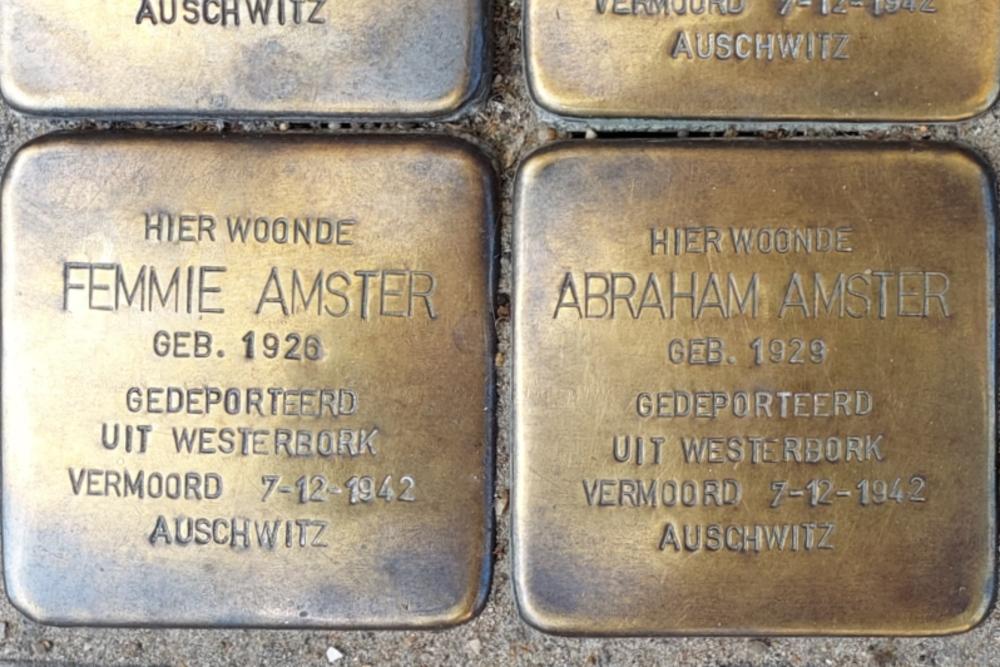 AUSCHWITZ
VERMOORD 7-12-1942
AUSCHWITZ
HIER WOONDE
FEMMIE AMSTER
GEB. 1926
GEDEPORTEERD
UIT WESTERBORK
VERMOORD 7-12-1942
AUSCHWITZ
HIER WOONDE
ABRAHAM AMSTER
GEB. 1929
GEDEPORTEERD
UIT WESTERBORK
VERMOORD 7-12-1942
AUSCHWITZ